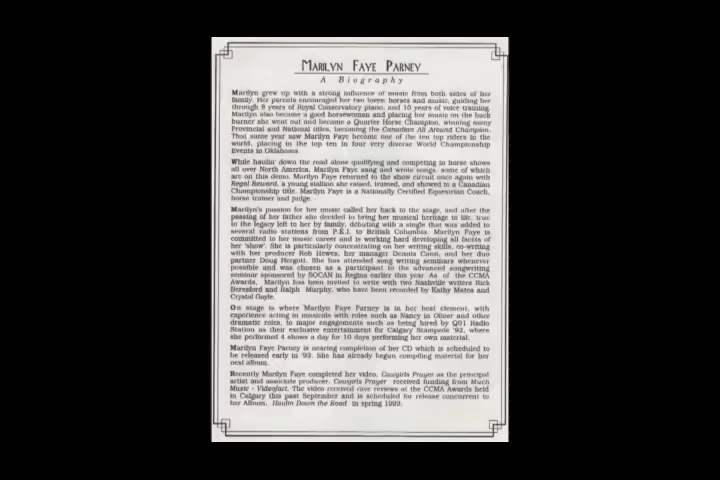 MARILYN FAYE PARNEY
A Biography
Marilyn grew up with a strong influence of music from both sides of her
family. Her parents encouraged her two loves; horses and music, guiding her
through 8 years of Royal Conservatory piano, and 10 years of voice training.
Marilyn also became a good horsewoman and placing her music on the back
burner she went out and became a Quarter Horse Champion, winning many
Provincial and National titles, becoming the Canadian All Around Champion.
That same year saw Marilyn Faye become one of the ten top riders in the
world, placing in the top ten in four very diverse World Championship
Events in Oklahoma.
While haulin' down the road alone qualifying and competing in horse shows
all over North America, Marilyn Faye sang and wrote songs, some of which
are on this demo. Marilyn Faye returned to the show circuit once again with
Regal Reward, a young stallion she raised, trained, and showed to a Canadian
Championship title. Marilyn Faye is a Nationally Certified Equestrian Coach,
horse trainer and judge.
Marilyn's passion for her music called her back to the stage, and after the
passing of her father she decided to bring her musical heritage to life, true
to the legacy left to her by family, debuting with a single that was added to
several radio stations from P.E.I. to British Columbia. Marilyn Faye is
committed to her music career and is working hard developing all facets of
her 'show'. She is particularly concentrating on her writing skills, co-writing
with her producer Rob Hewes, her manager Dennis Cann, and her duo
partner Doug Hergott. She has attended song writing seminars whenever
possible and was chosen as a participant to the advanced songwriting
seminar sponsored by SOCAN in Regina earlier this year. As of the CCMA
Awards, Marilyn has been invited to write with two Nashville writers Rick
Beresford and Ralph Murphy, who have been recorded by Kathy Mattea and
Crystal Gayle.
On stage is where Marilyn Faye Parney is in her best element, with
experience acting in musicals with roles such as Nancy in Oliver and other
dramatic roles, to major engagements such as being hired by Q91 Radio
Station as their exclusive entertainment for Calgary Stampede '92, where
she performed 4 shows a day for 10 days performing her own material.
Marilyn Faye Parney is nearing completion of her CD which is scheduled to
be released early in '93. She has already begun compiling material for her
next album.
Recently Marilyn Faye completed her video, Cowgirls Prayer as the principal
artist and associate producer. Cowgirls Prayer received funding from Much
Music - Videofact. The video received rave reviews at the CCMA Awards held
in Calgary this past September and is scheduled for release concurrent to
her Album, Haulin Down the Road in spring 1993.